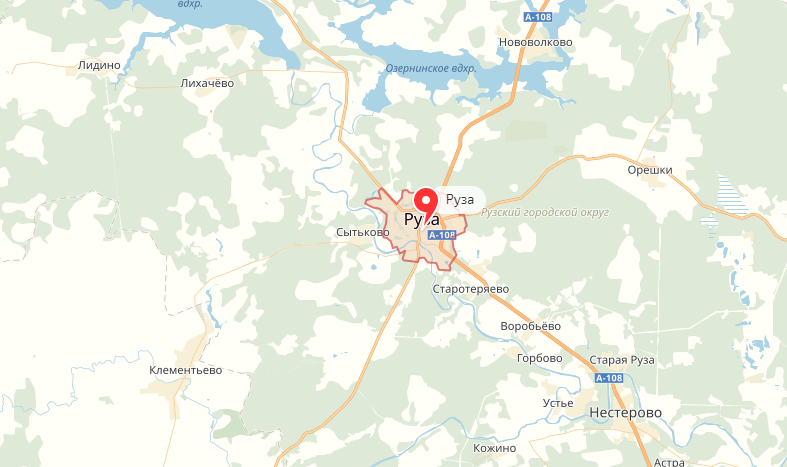 вдхр.
А-108
Нововолково
Лидино
Озернинское вдхр.
Лихачёво
Орешки
Руза
Рузский городской округ
Руза
Сытьково
А-108
Старотеряево
Воробьёво
Горбово
Старая Руза
Клементьево
А-108
Устье
Нестерово
Кожино
Астра